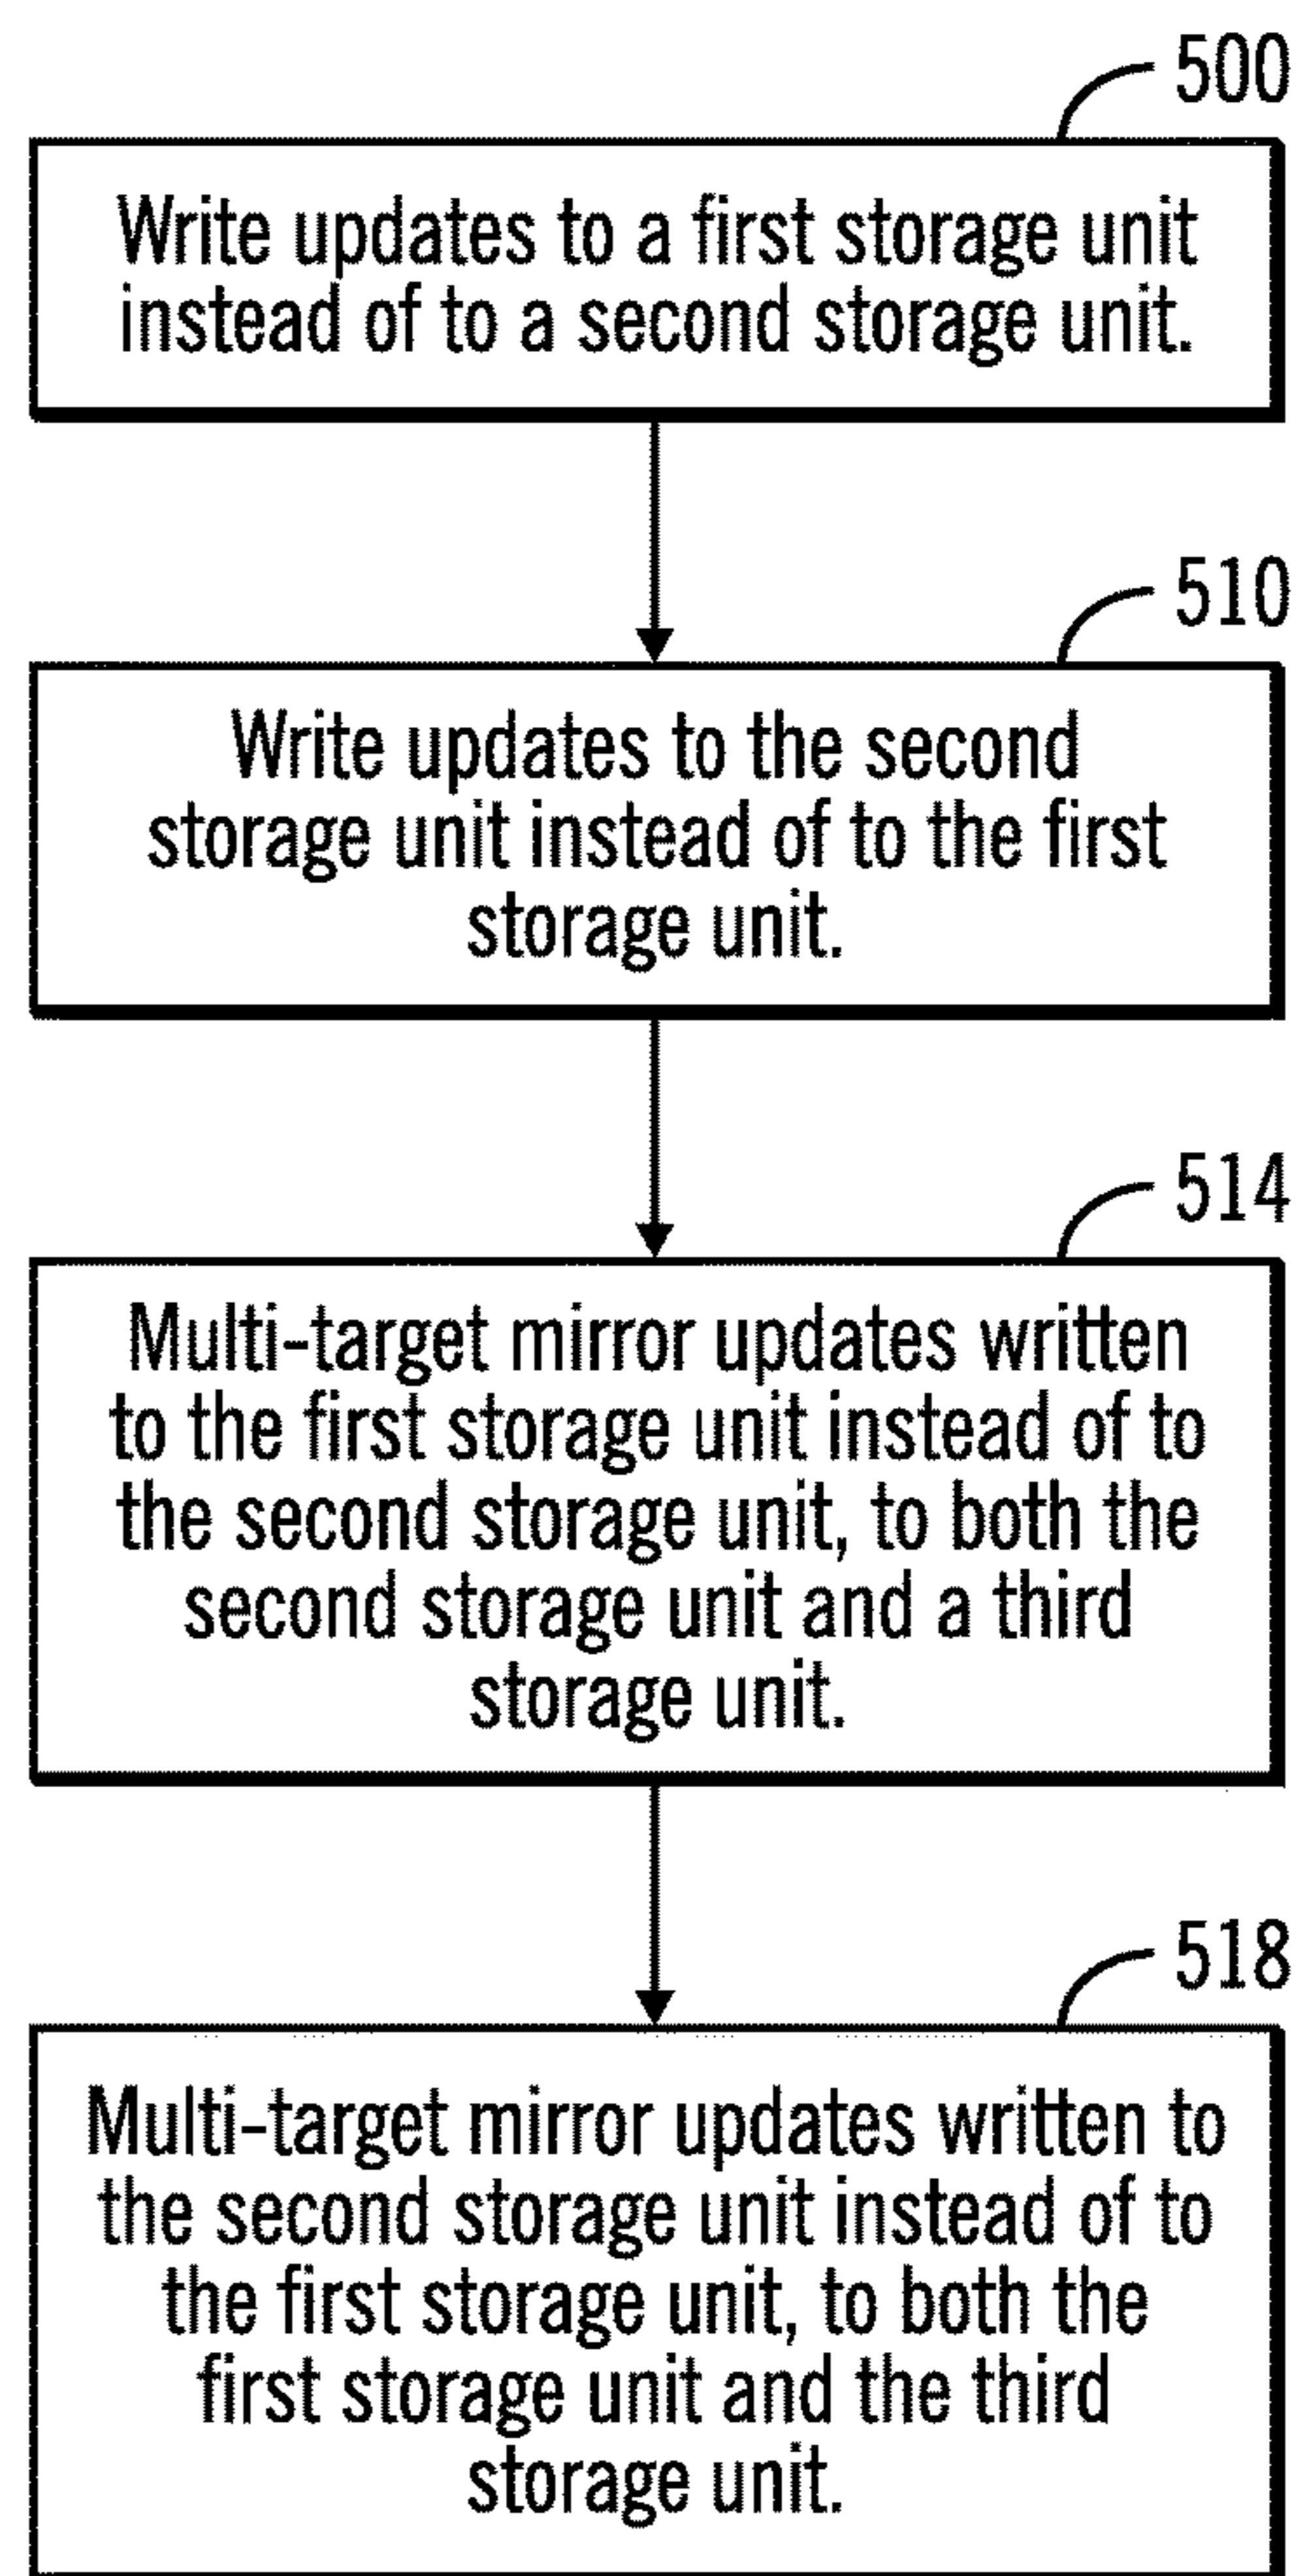 500
Write updates to a first storage unit
instead of to a second storage unit.
510
Write updates to the second
storage unit instead of to the first
storage unit.
514
Multi-target mirror updates written
to the first storage unit instead of to
the second storage unit, to both the
second storage unit and a third
storage unit.
518
Multi-target mirror updates written to
the second storage unit instead of to
the first storage unit, to both the
first storage unit and the third
storage unit.